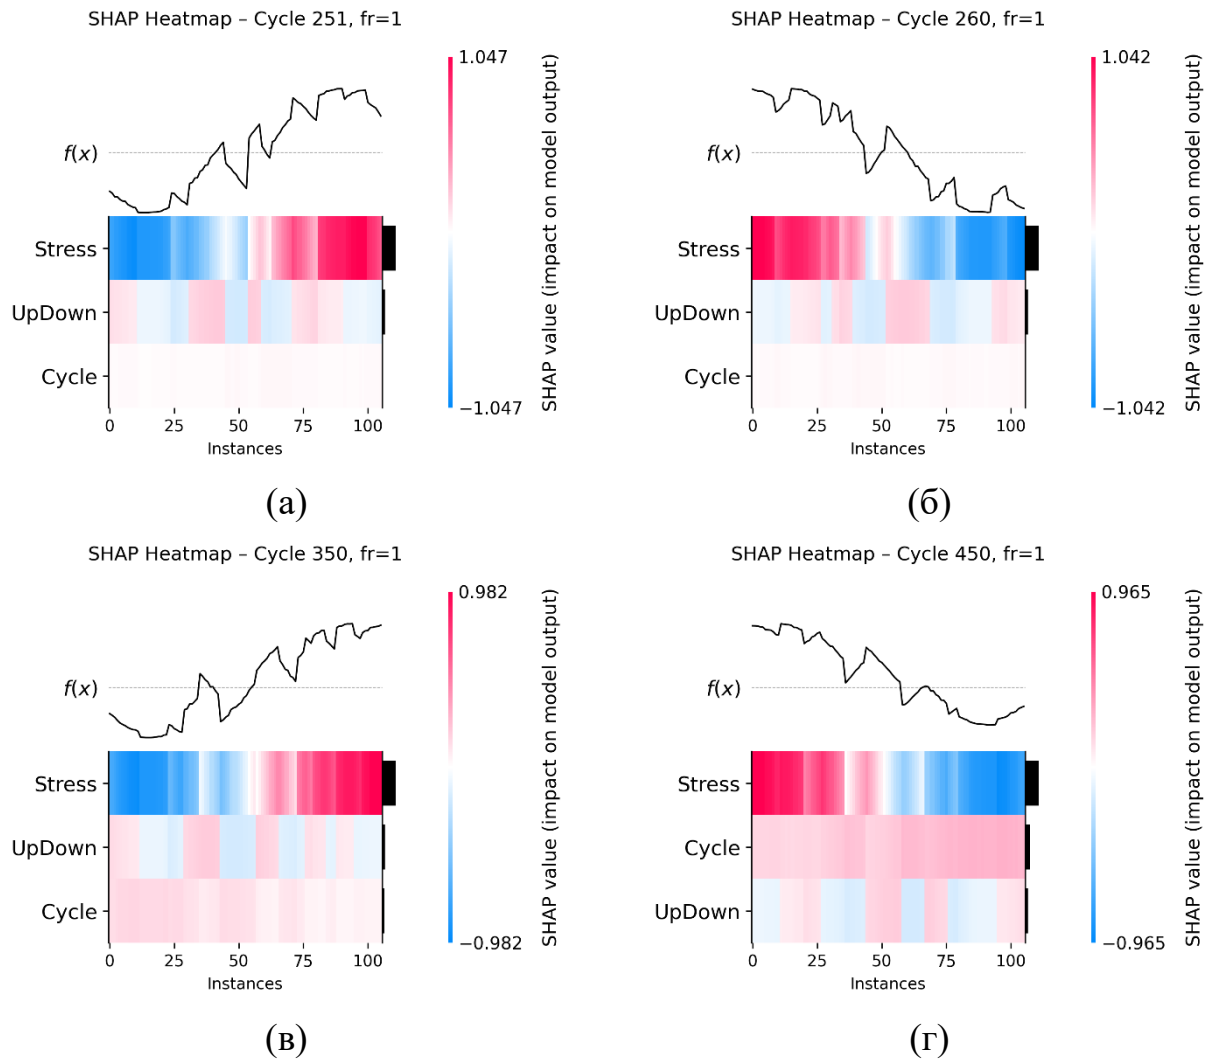 SHAP Heatmap – Cycle 251, fr=1
1.047
f(x)
Stress
UpDown
Cycle
−1.047
0 25 50 75 100
Instances
SHAP value (impact on model output)
(а)
SHAP Heatmap – Cycle 260, fr=1
1.042
f(x)
Stress
UpDown
Cycle
−1.042
0 25 50 75 100
Instances
SHAP value (impact on model output)
(б)
SHAP Heatmap – Cycle 350, fr=1
0.982
f(x)
Stress
UpDown
Cycle
−0.982
0 25 50 75 100
Instances
SHAP value (impact on model output)
(в)
SHAP Heatmap – Cycle 450, fr=1
0.965
f(x)
Stress
Cycle
UpDown
−0.965
0 25 50 75 100
Instances
SHAP value (impact on model output)
(г)